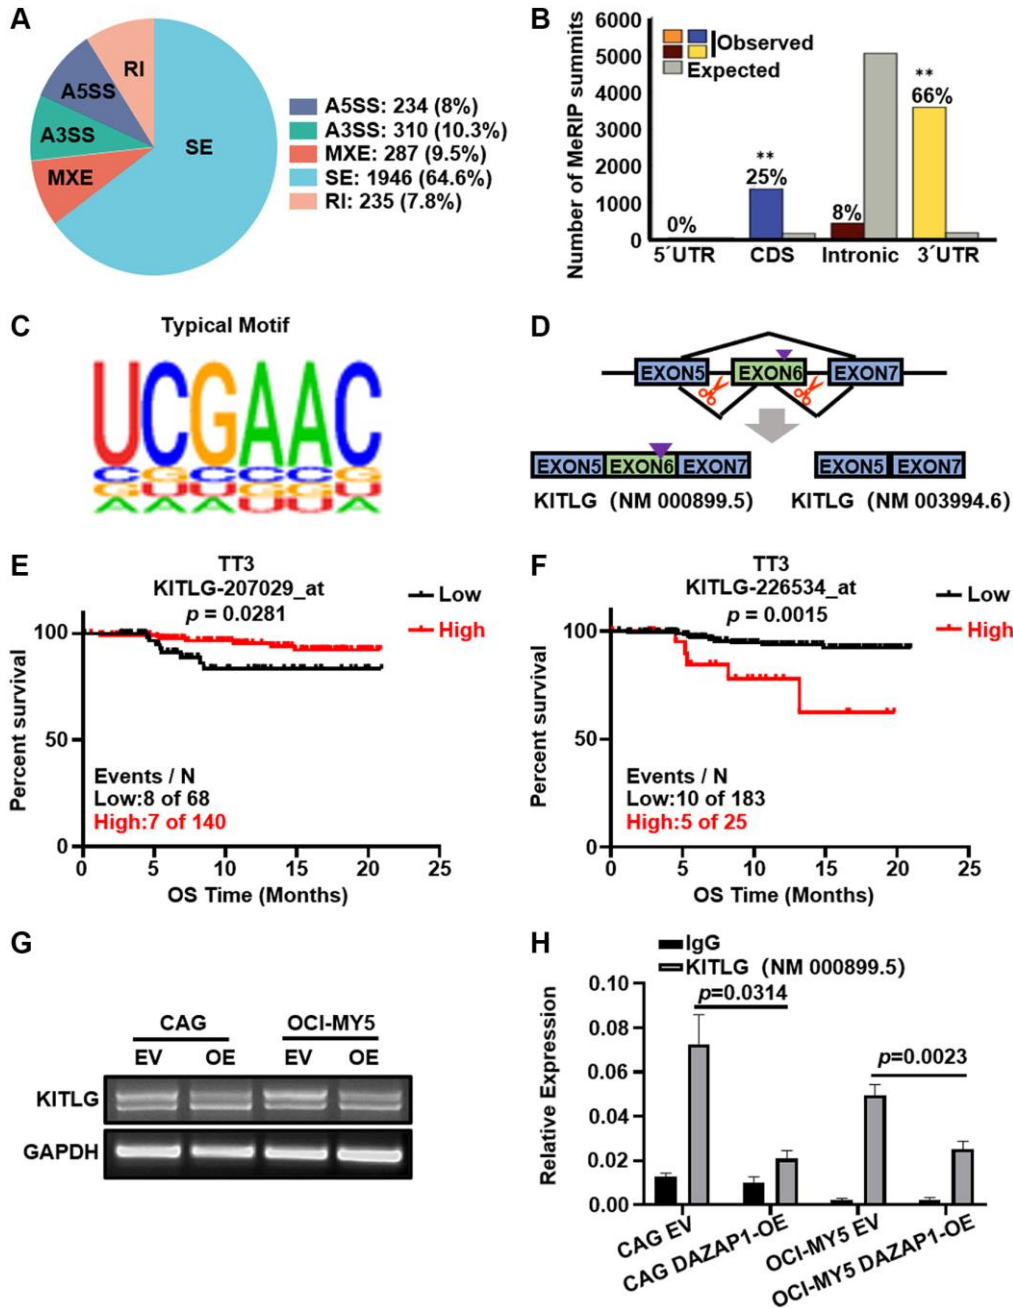 A
RI
A5SS
A3SS
MXE
SE
A5SS: 234 (8%)
A3SS: 310 (10.3%)
MXE: 287 (9.5%)
SE: 1946 (64.6%)
RI: 235 (7.8%)
B
Number of MeRIP summits
6000
5000
4000
3000
2000
1000
0
Observed
Expected
0%
**
25%
8%
**
66%
5´UTR
CDS
Intronic
3´UTR
C
Typical Motif
UCGAAC
CGCCCG
GUUGGU
AAAUUA
D
EXON5
EXON6
EXON7
EXON5
EXON6
EXON7
EXON5
EXON7
KITLG (NM 000899.5)
KITLG (NM 003994.6)
E
TT3
KITLG-207029_at
p = 0.0281
Low
High
Percent survival
100
50
0
Events / N
Low:8 of 68
High:7 of 140
0 5 10 15 20 25
OS Time (Months)
F
TT3
KITLG-226534_at
p = 0.0015
Low
High
Percent survival
100
50
0
Events / N
Low:10 of 183
High:5 of 25
0 5 10 15 20 25
OS Time (Months)
G
CAG
OCI-MY5
EV OE EV OE
KITLG
GAPDH
H
IgG
KITLG (NM 000899.5)
Relative Expression
0.10
0.08
0.06
0.04
0.02
0.00
p=0.0314
p=0.0023
CAG EV
CAG DAZAP1-OE
OCI-MY5 EV
OCI-MY5 DAZAP1-OE